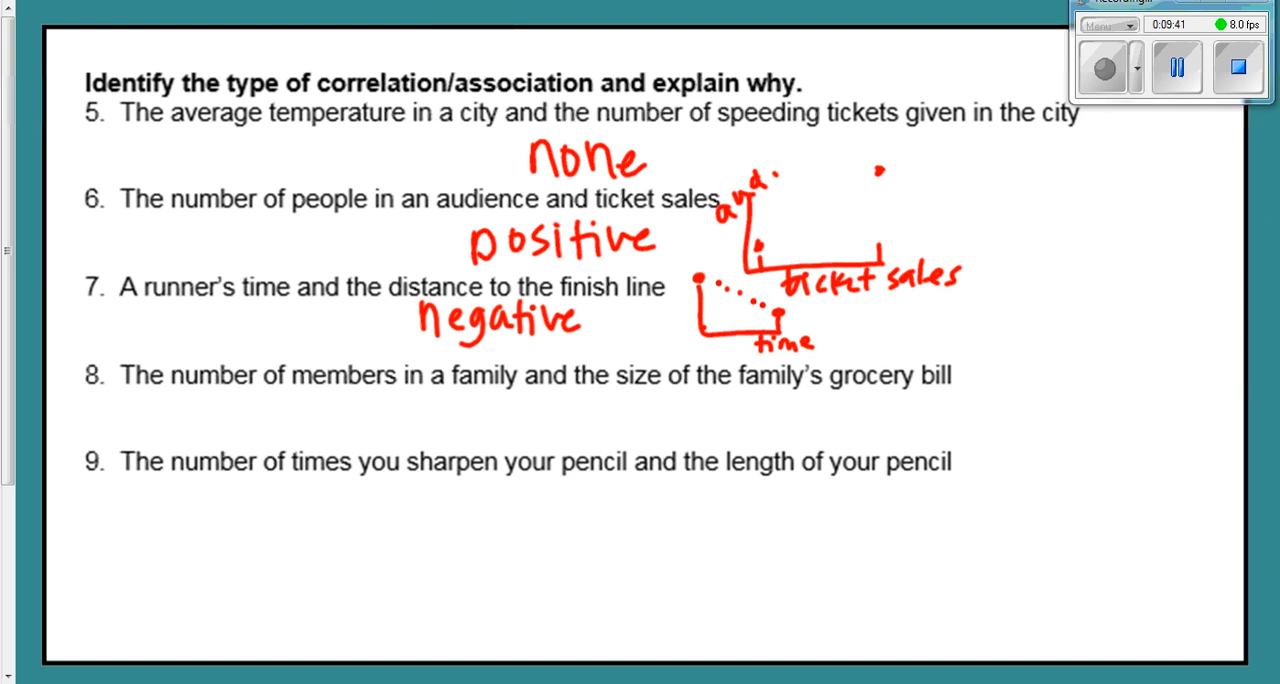 Recording...
Menu
0:09:41
8.0 fps
Identify the type of correlation/association and explain why.
5. The average temperature in a city and the number of speeding tickets given in the city
none
6. The number of people in an audience and ticket sales
aud.
positive
ticket sales
7. A runner's time and the distance to the finish line
negative
time
8. The number of members in a family and the size of the family's grocery bill
9. The number of times you sharpen your pencil and the length of your pencil